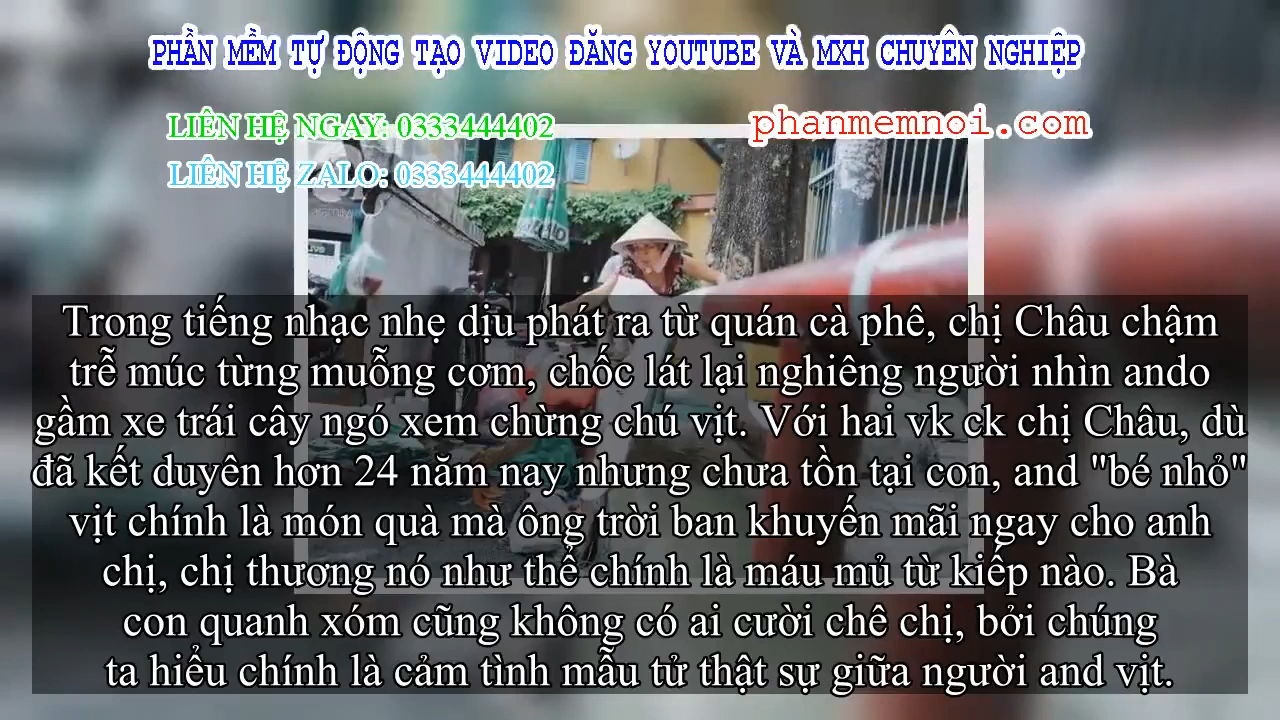 PHẦN MỀM TỰ ĐỘNG TẠO VIDEO ĐĂNG YOUTUBE VÀ MXH CHUYÊN NGHIỆP
LIÊN HỆ NGAY: 0333444402
phanmemnoi.com
LIÊN HỆ ZALO: 0333444402
Trong tiếng nhạc nhẹ dịu phát ra từ quán cà phê, chị Châu chậm
trễ múc từng muỗng cơm, chốc lát lại nghiêng người nhìn ando
gầm xe trái cây ngó xem chừng chú vịt. Với hai vk ck chị Châu, dù
đã kết duyên hơn 24 năm nay nhưng chưa tồn tại con, and "bé nhỏ"
vịt chính là món quà mà ông trời ban khuyến mãi ngay cho anh
chị, chị thương nó như thể chính là máu mủ từ kiếp nào. Bà
con quanh xóm cũng không có ai cười chê chị, bởi chúng
ta hiểu chính là cảm tình mẫu tử thật sự giữa người and vịt.